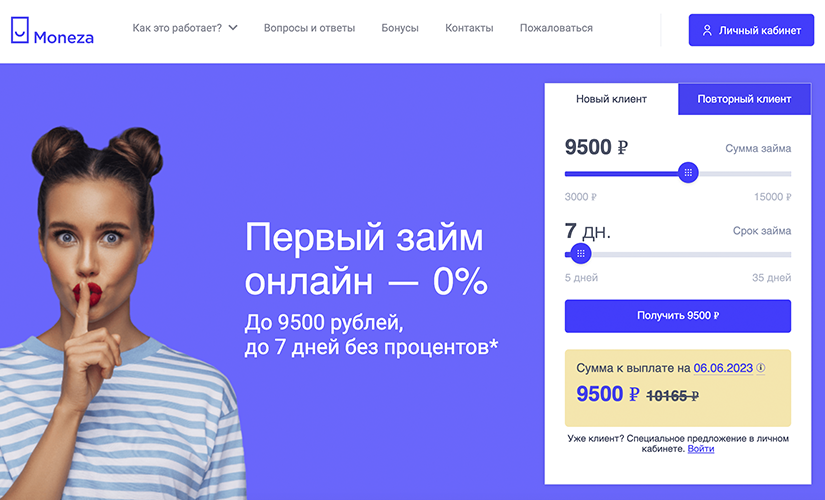 Moneza
Как это работает?
Вопросы и ответы
Бонусы
Контакты
Пожаловаться
Личный кабинет
Первый займ
онлайн — 0%
До 9500 рублей,
до 7 дней без процентов*
Новый клиент
Повторный клиент
9500 ₽
Сумма займа
3000 ₽
15000 ₽
7 дн.
Срок займа
5 дней
35 дней
Получить 9500 ₽
Сумма к выплате на 06.06.2023
9500 ₽ 10165 ₽
Уже клиент? Специальное предложение в личном
кабинете. Войти